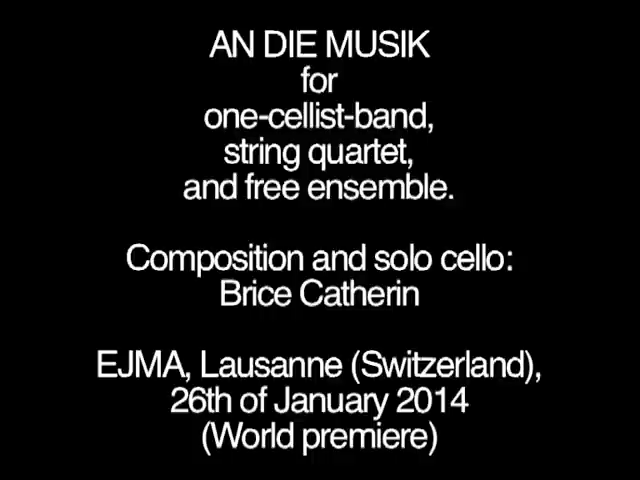 AN DIE MUSIK
for
one-cellist-band,
string quartet,
and free ensemble.
Composition and solo cello:
Brice Catherin
EJMA, Lausanne (Switzerland),
26th of January 2014
(World premiere)